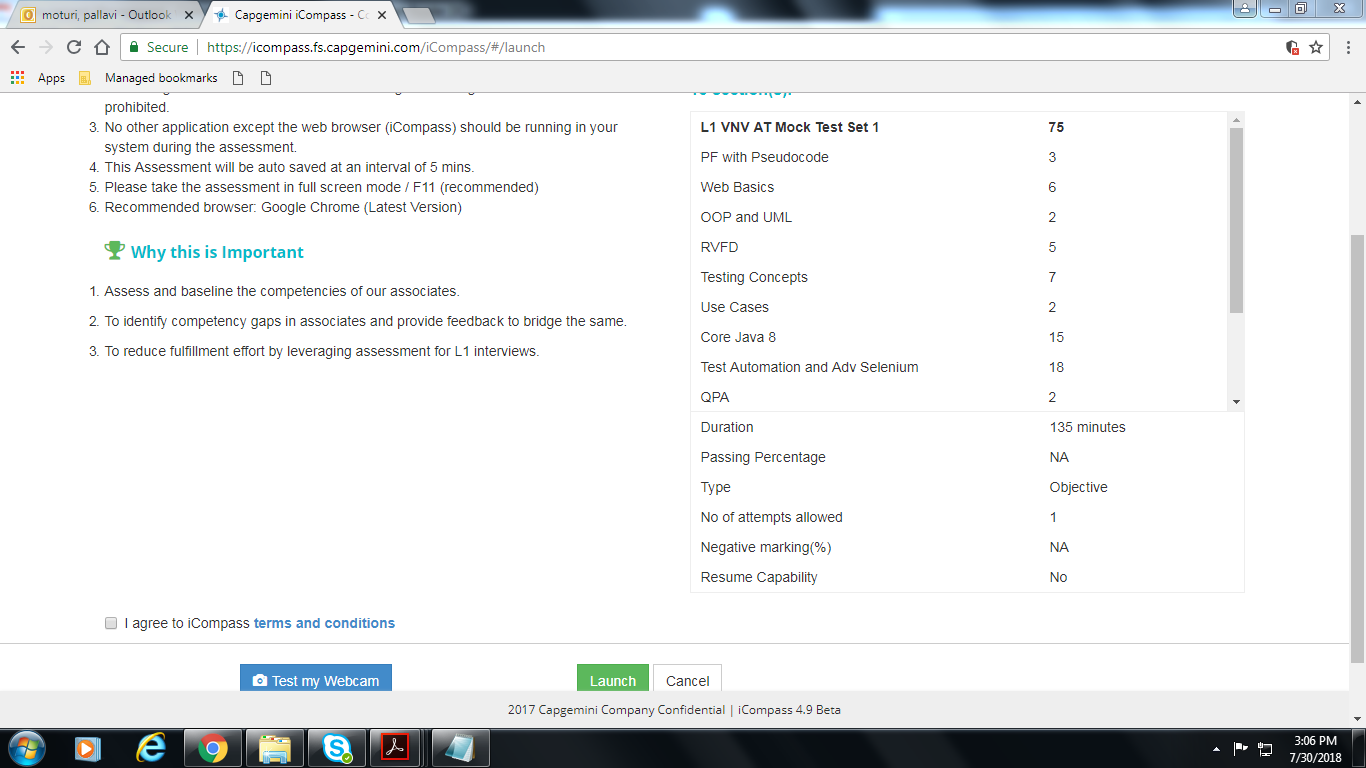 moturi, pallavi - Outlook
Capgemini iCompass - Co
Secure
https://icompass.fs.capgemini.com/iCompass/#/launch
Apps
Managed bookmarks
prohibited.
3. No other application except the web browser (iCompass) should be running in your
system during the assessment.
4. This Assessment will be auto saved at an interval of 5 mins.
5. Please take the assessment in full screen mode / F11 (recommended)
6. Recommended browser: Google Chrome (Latest Version)
Why this is Important
1. Assess and baseline the competencies of our associates.
2. To identify competency gaps in associates and provide feedback to bridge the same.
3. To reduce fulfillment effort by leveraging assessment for L1 interviews.
L1 VNV AT Mock Test Set 1 75
PF with Pseudocode 3
Web Basics 6
OOP and UML 2
RVFD 5
Testing Concepts 7
Use Cases 2
Core Java 8 15
Test Automation and Adv Selenium 18
QPA 2
Duration 135 minutes
Passing Percentage NA
Type Objective
No of attempts allowed 1
Negative marking(%) NA
Resume Capability No
I agree to iCompass terms and conditions
Test my Webcam
Launch
Cancel
2017 Capgemini Company Confidential | iCompass 4.9 Beta
3:06 PM
7/30/2018